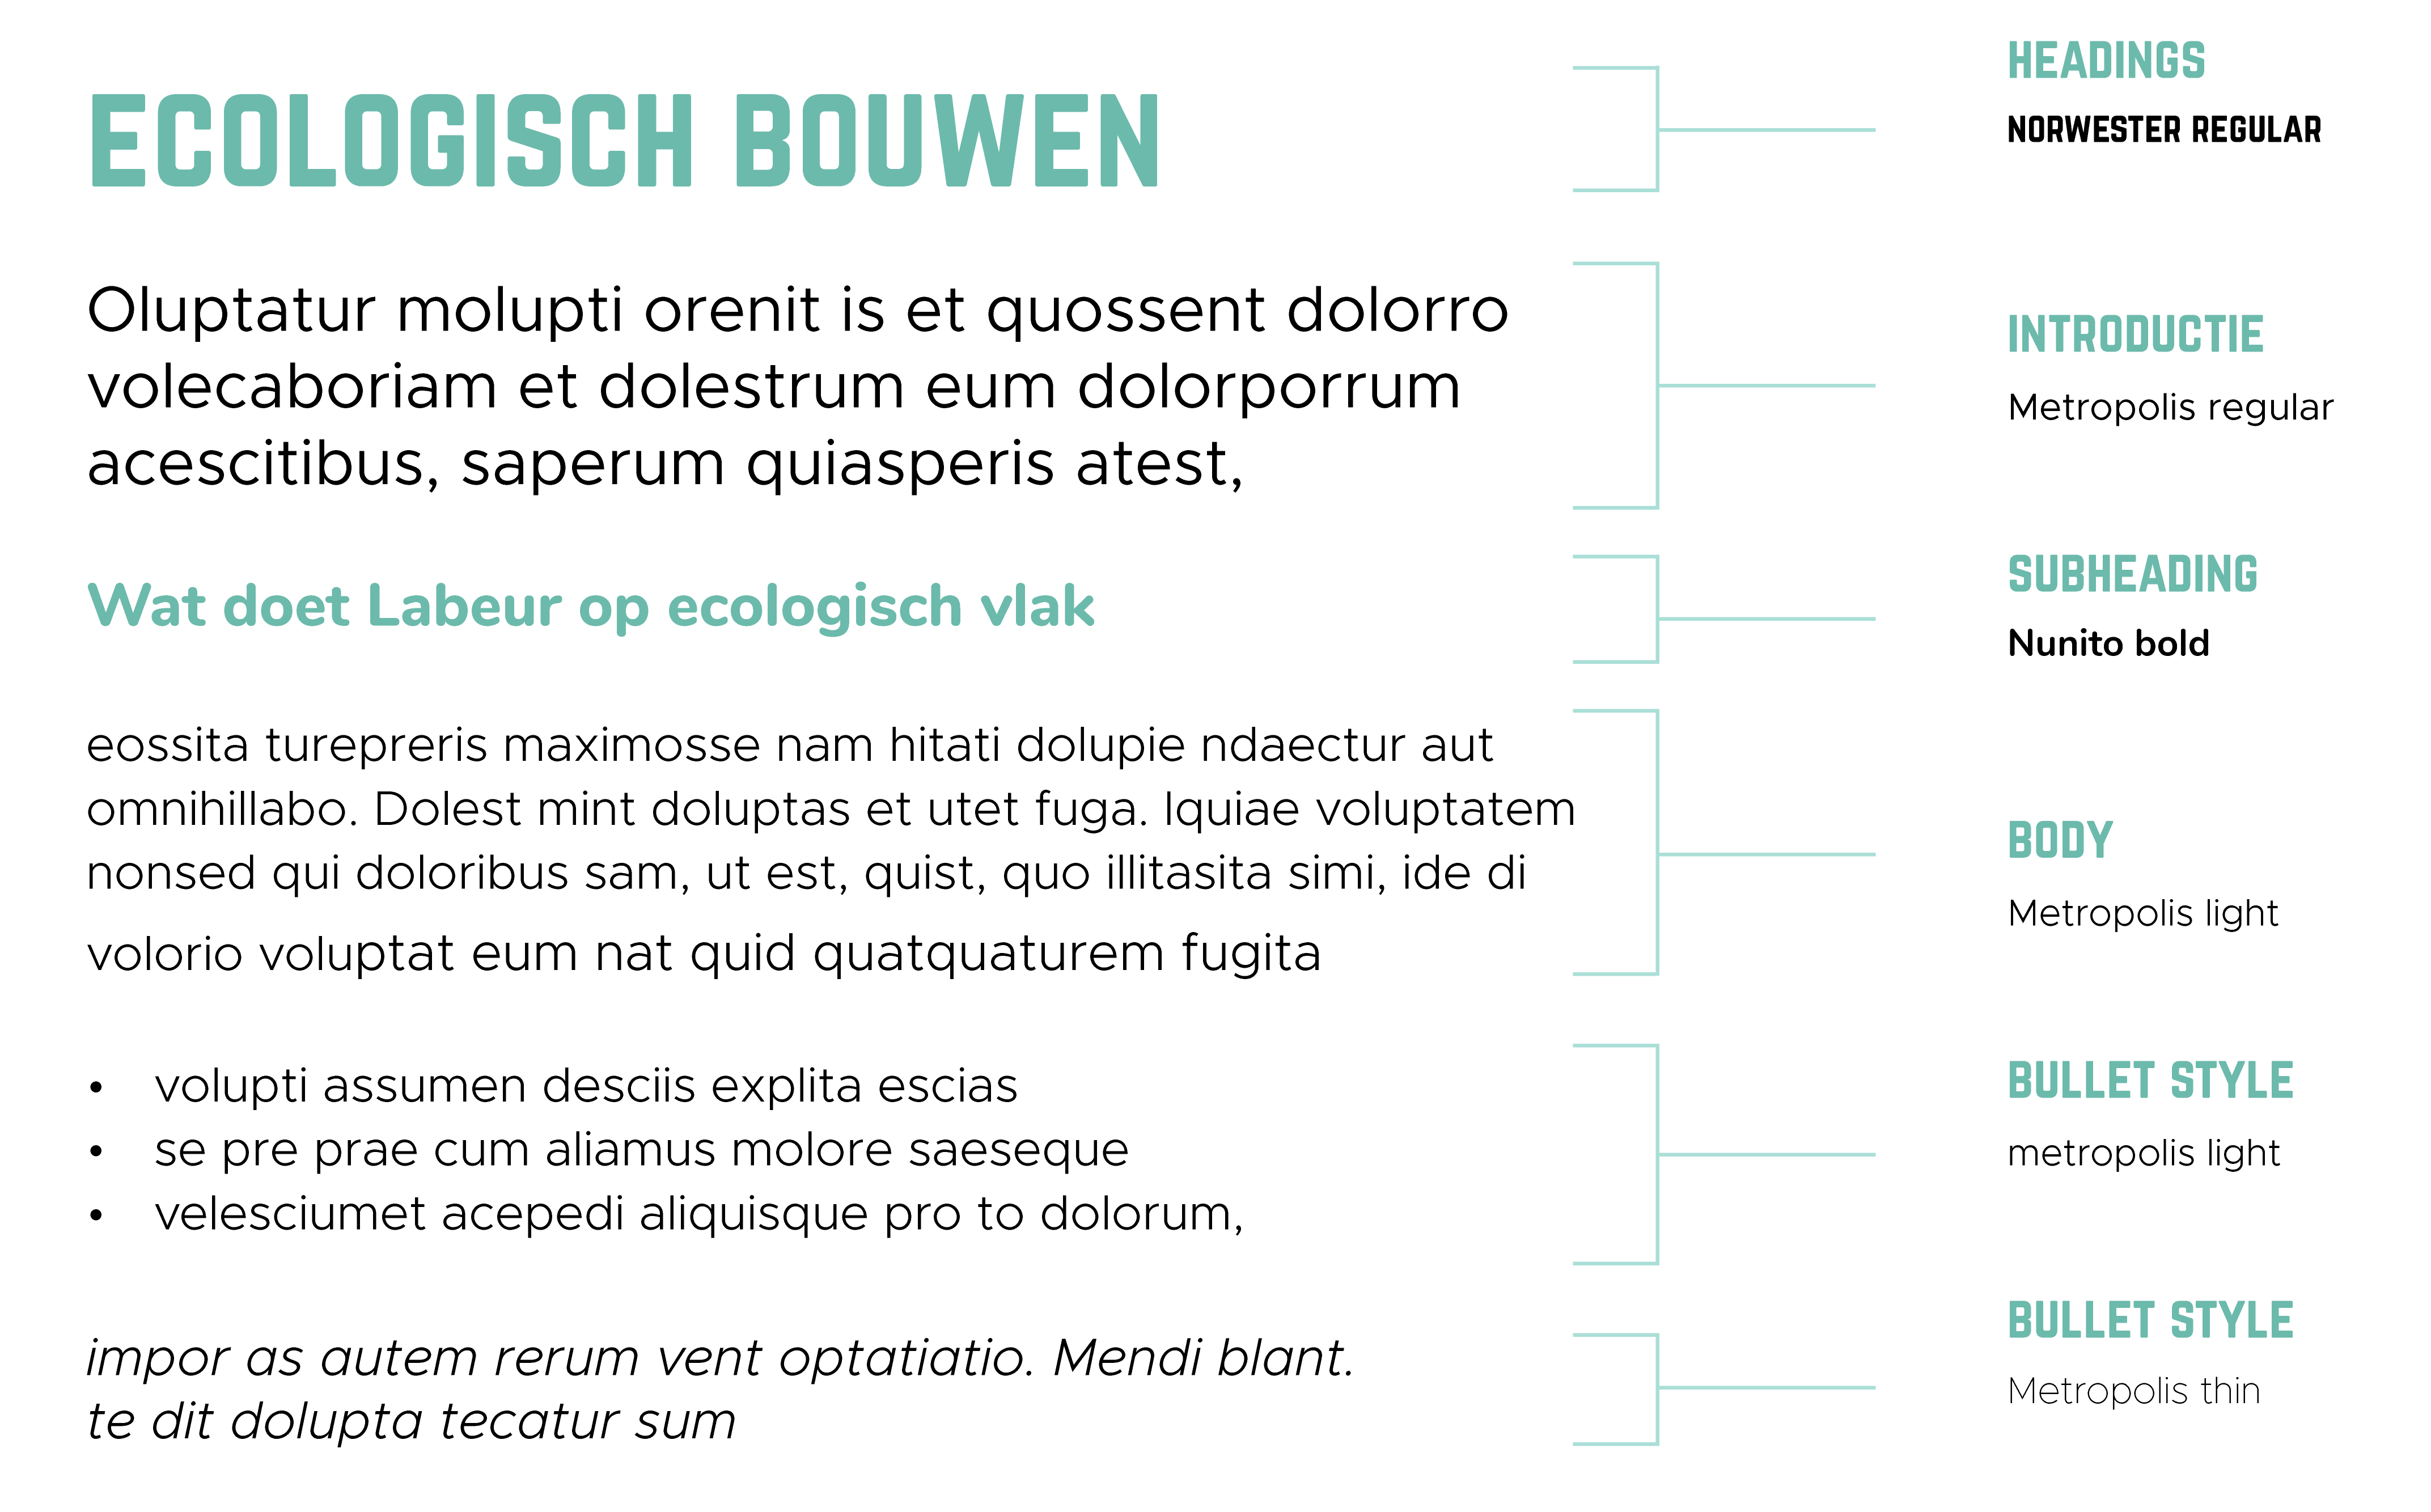 ECOLOGISCH BOUWEN
HEADINGS
NORWESTER REGULAR
Oluptatur molupti orenit is et quossent dolorro
volecaboriam et dolestrum eum dolorporrum
acescitibus, saperum quiasperis atest,
INTRODUCTIE
Metropolis regular
Wat doet Labeur op ecologisch vlak
SUBHEADING
Nunito bold
eossita turepreris maximosse nam hitati dolupie ndaectur aut
omnihillabo. Dolest mint doluptas et utet fuga. Iquiae voluptatem
nonsed qui doloribus sam, ut est, quist, quo illitasita simi, ide di
volorio voluptat eum nat quid quatquaturem fugita
BODY
Metropolis light
• volupti assumen desciis explita escias
• se pre prae cum aliamus molore saeseque
• velesciumet acepedi aliquisque pro to dolorum,
BULLET STYLE
metropolis light
impor as autem rerum vent optatiatio. Mendi blant.
te dit dolupta tecatur sum
BULLET STYLE
Metropolis thin